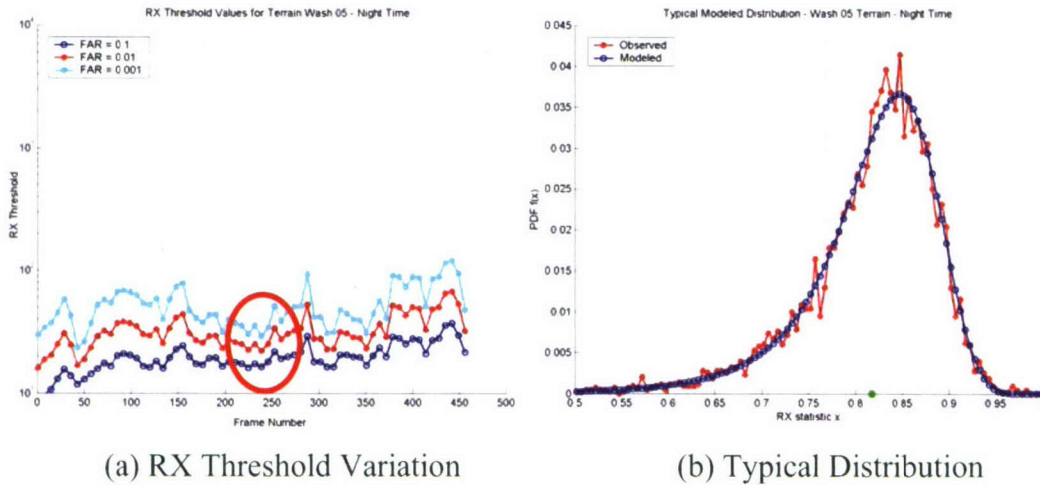 RX Threshold Values for Terrain Wash 05 - Night Time
FAR = 0.1
FAR = 0.01
FAR = 0.001
RX Threshold
10
0
50
100
150
200
250
300
350
400
450
500
Frame Number
(a) RX Threshold Variation
Typical Modeled Distribution - Wash 05 Terrain - Night Time
Observed
Modeled
PDF f(x)
0.045
0.04
0.035
0.03
0.025
0.02
0.015
0.01
0.005
0
0.5
0.55
0.6
0.65
0.7
0.75
0.8
0.85
0.9
0.95
RX statistic x
(b) Typical Distribution